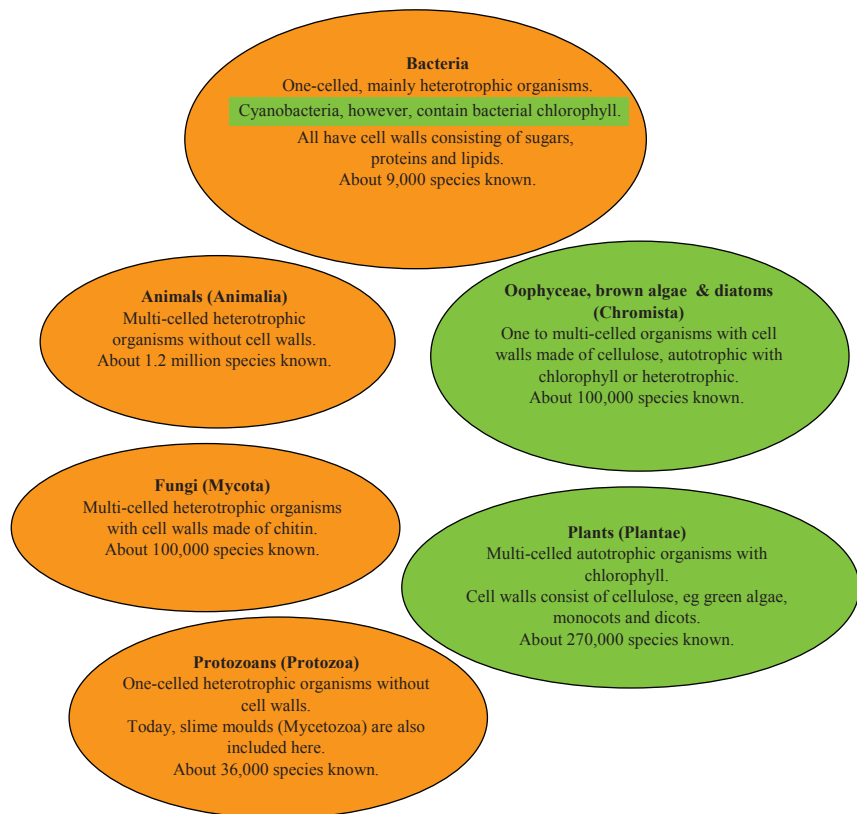 Bacteria
One-celled, mainly heterotrophic organisms.
Cyanobacteria, however, contain bacterial chlorophyll.
All have cell walls consisting of sugars,
proteins and lipids.
About 9,000 species known.
Animals (Animalia)
Multi-celled heterotrophic
organisms without cell walls.
About 1.2 million species known.
Oophyceae, brown algae & diatoms
(Chromista)
One to multi-celled organisms with cell
walls made of cellulose, autotrophic with
chlorophyll or heterotrophic.
About 100,000 species known.
Fungi (Mycota)
Multi-celled heterotrophic organisms
with cell walls made of chitin.
About 100,000 species known.
Plants (Plantae)
Multi-celled autotrophic organisms with
chlorophyll.
Cell walls consist of cellulose, eg green algae,
monocots and dicots.
About 270,000 species known.
Protozoans (Protozoa)
One-celled heterotrophic organisms without
cell walls.
Today, slime moulds (Mycetozoa) are also
included here.
About 36,000 species known.